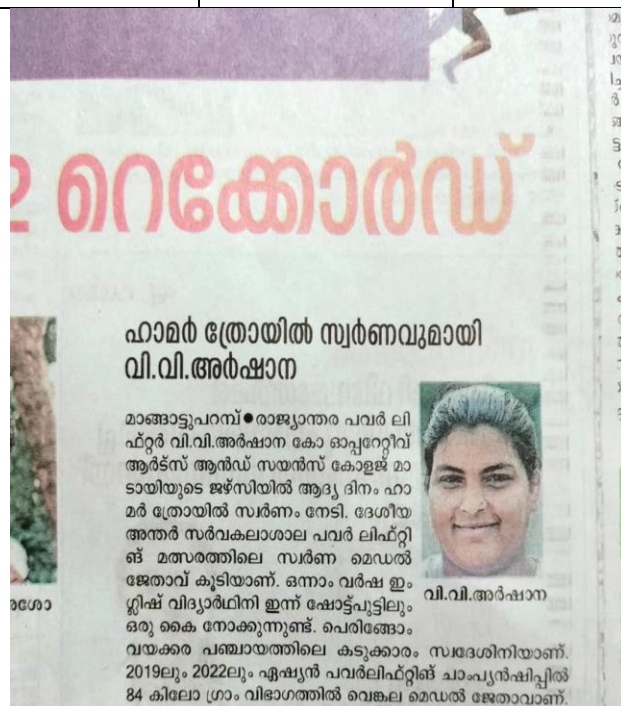 2 റെക്കോർഡ്
ഹാമർ ത്രോയിൽ സ്വർണവുമായി
വി.വി.അർഷാന
മാങ്ങാട്ടുപറമ്പ്●രാജ്യാന്തര പവർ ലി
ഫ്റ്റർ വി.വി.അർഷാന കോ ഓപ്പറേറ്റീവ്
ആർട്സ് ആൻഡ് സയൻസ് കോളജ് മാ
ടായിയുടെ ജഴ്സിയിൽ ആദ്യ ദിനം ഹാ
മർ ത്രോയിൽ സ്വർണം നേടി. ദേശീയ
അന്തർ സർവകലാശാല പവർ ലിഫ്റ്റി
ങ് മത്സരത്തിലെ സ്വർണ മെഡൽ
ജേതാവ് കൂടിയാണ്. ഒന്നാം വർഷ ഇം
ഗ്ലിഷ് വിദ്യാർഥിനി ഇന്ന് ഷോട്ട്പുട്ടിലും
ഒരു കൈ നോക്കുന്നുണ്ട്. പെരിങ്ങോം
വയക്കര പഞ്ചായത്തിലെ കടുക്കാരം സ്വദേശിനിയാണ്.
2019ലും 2022ലും ഏഷ്യൻ പവർലിഫ്റ്റിങ് ചാംപ്യൻഷിപ്പിൽ
84 കിലോ ഗ്രാം വിഭാഗത്തിൽ വെങ്കല മെഡൽ ജേതാവാണ്.
വി.വി.അർഷാന
ശോ